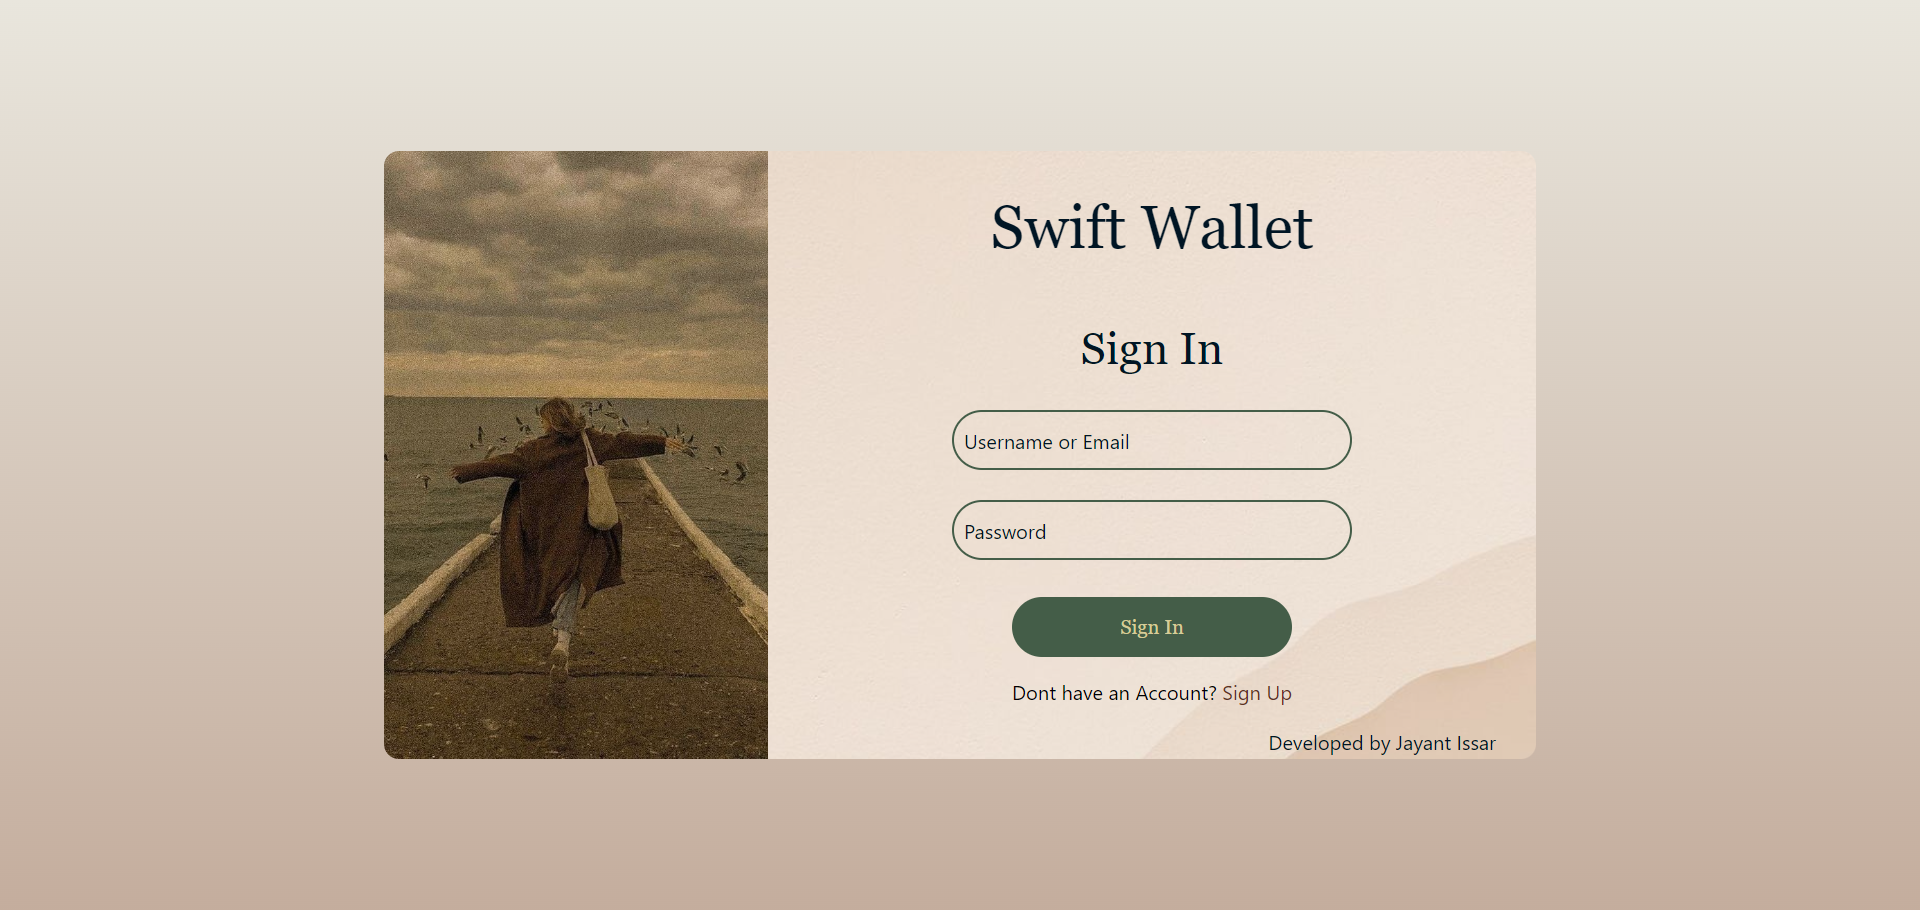 Swift Wallet
Sign In
Username or Email
Password
Sign In
Dont have an Account? Sign Up
Developed by Jayant Issar